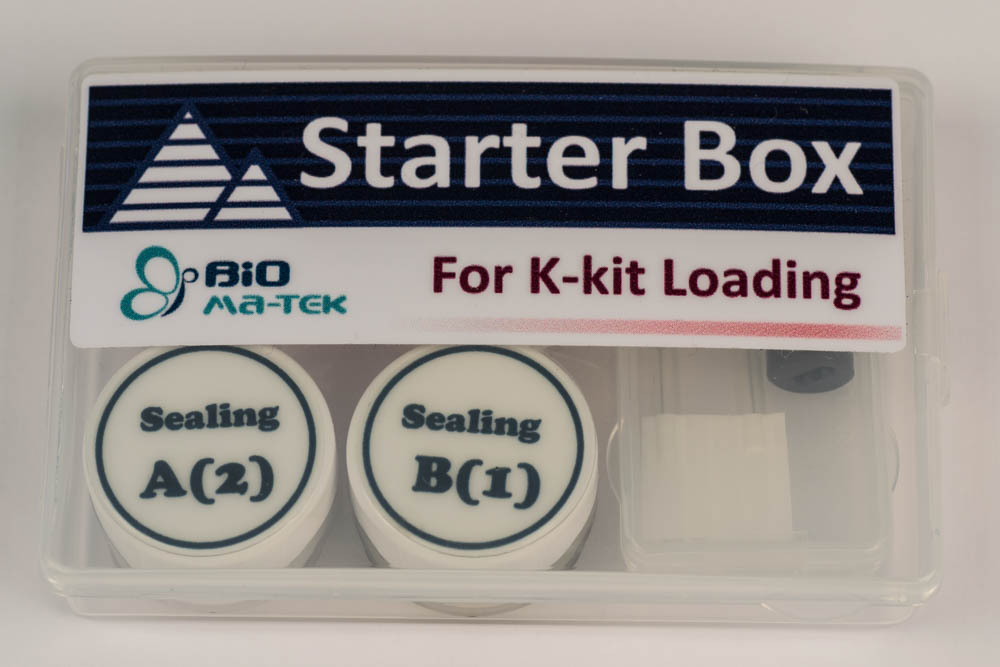 Starter Box
BiO
Ma-TEK
For K-kit Loading
Sealing
A(2)
Sealing
B(1)